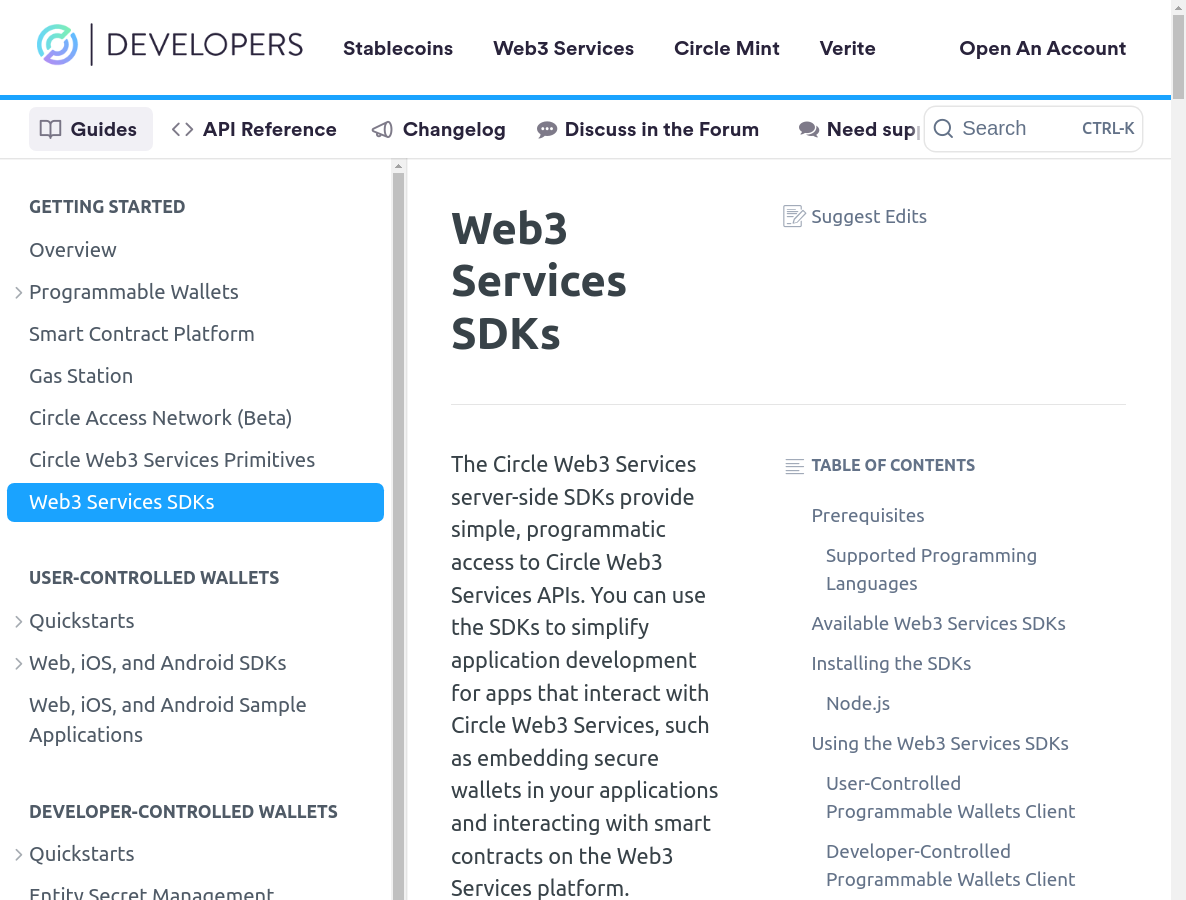 DEVELOPERS
Stablecoins
Web3 Services
Circle Mint
Verite
Open An Account
Guides
API Reference
Changelog
Discuss in the Forum
Need sup
Search
CTRL-K
GETTING STARTED
Overview
Programmable Wallets
Smart Contract Platform
Gas Station
Circle Access Network (Beta)
Circle Web3 Services Primitives
Web3 Services SDKs
USER-CONTROLLED WALLETS
Quickstarts
Web, iOS, and Android SDKs
Web, iOS, and Android Sample
Applications
DEVELOPER-CONTROLLED WALLETS
Quickstarts
Entity Secret Management
Web3
Services
SDKs
Suggest Edits
The Circle Web3 Services
server-side SDKs provide
simple, programmatic
access to Circle Web3
Services APIs. You can use
the SDKs to simplify
application development
for apps that interact with
Circle Web3 Services, such
as embedding secure
wallets in your applications
and interacting with smart
contracts on the Web3
Services platform.
TABLE OF CONTENTS
Prerequisites
Supported Programming
Languages
Available Web3 Services SDKs
Installing the SDKs
Node.js
Using the Web3 Services SDKs
User-Controlled
Programmable Wallets Client
Developer-Controlled
Programmable Wallets Client